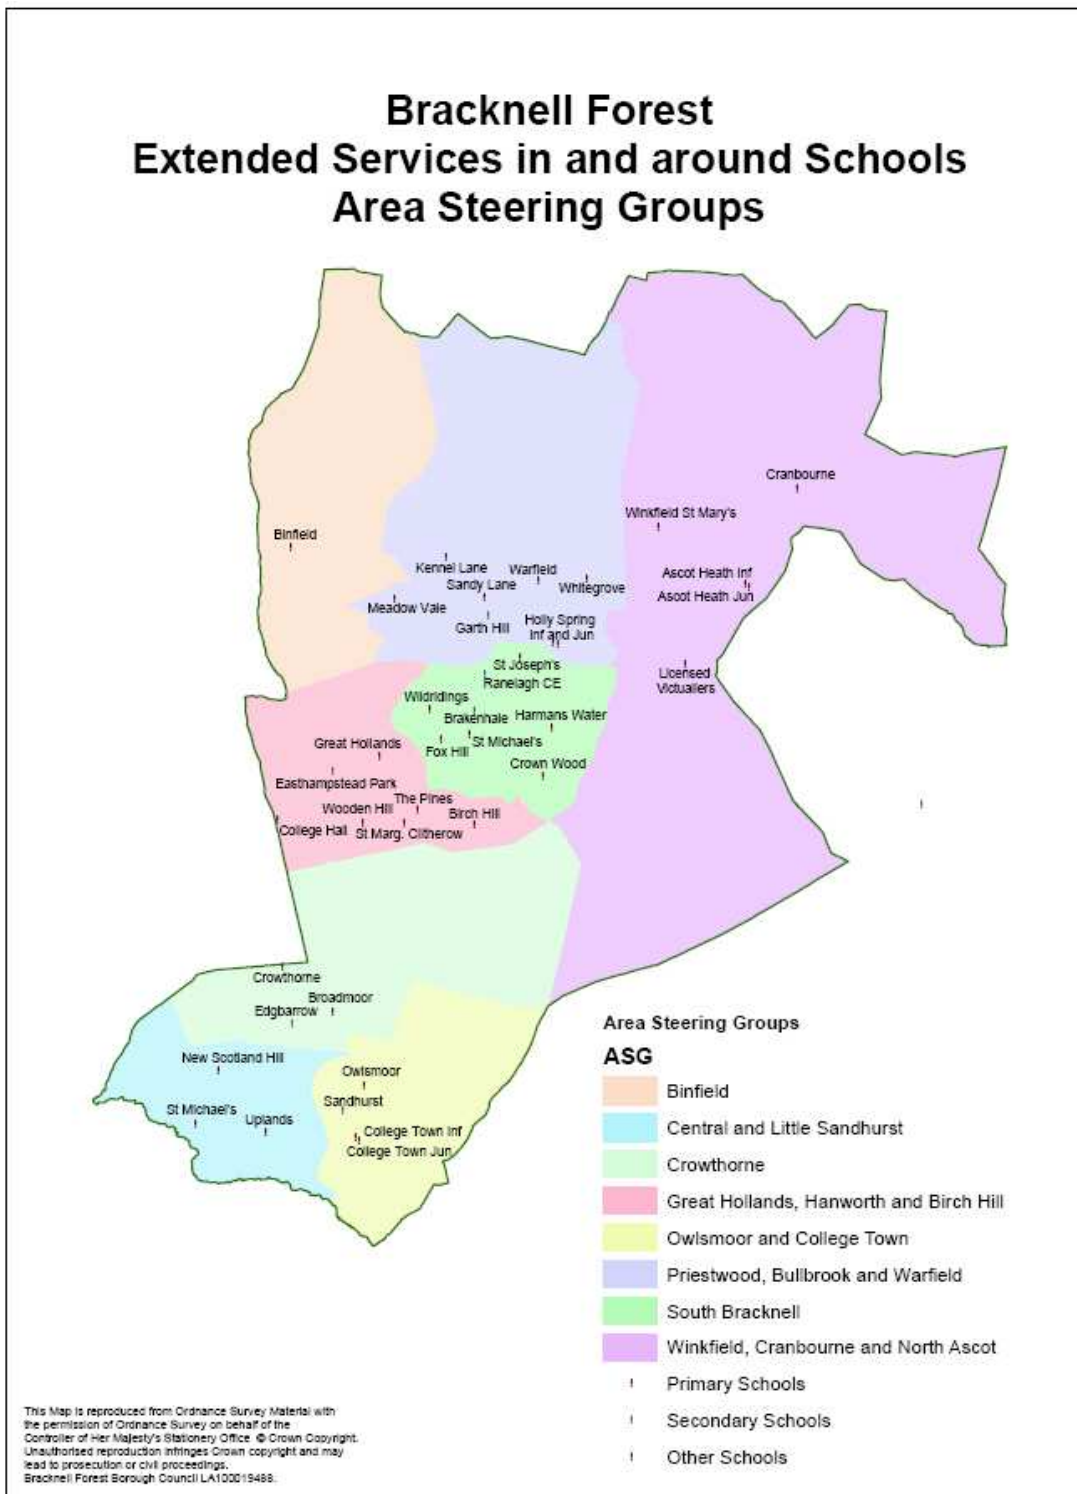 Bracknell Forest
Extended Services in and around Schools
Area Steering Groups
Cranbourne
Winkfield St Mary's
Binfield
Kennel Lane
Warfield
Ascot Heath Inf
Sandy Lane
Whitegrove
Ascot Heath Jun
Meadow Vale
Garth Hill
Holly Spring
Inf and Jun
St Joseph's
Ranelagh CE
Licensed
Victuallers
Wildridings
Brakenhale
Harmans Water
Great Hollands
Fox Hill
St Michael's
Crown Wood
Easthampstead Park
The Pines
Wooden Hill
Birch Hill
College Hall
St Marg. Clitherow
Crowthorne
Broadmoor
Edgbarrow
New Scotland Hill
Owlsmoor
St Michael's
Uplands
Sandhurst
College Town Inf
College Town Jun
Area Steering Groups
ASG
Binfield
Central and Little Sandhurst
Crowthorne
Great Hollands, Hanworth and Birch Hill
Owlsmoor and College Town
Priestwood, Bullbrook and Warfield
South Bracknell
Winkfield, Cranbourne and North Ascot
Primary Schools
Secondary Schools
Other Schools
This Map is reproduced from Ordnance Survey Material with
the permission of Ordnance Survey on behalf of the
Controller of Her Majesty's Stationery Office © Crown Copyright.
Unauthorised reproduction infringes Crown copyright and may
lead to prosecution or civil proceedings.
Bracknell Forest Borough Council LA100019488.